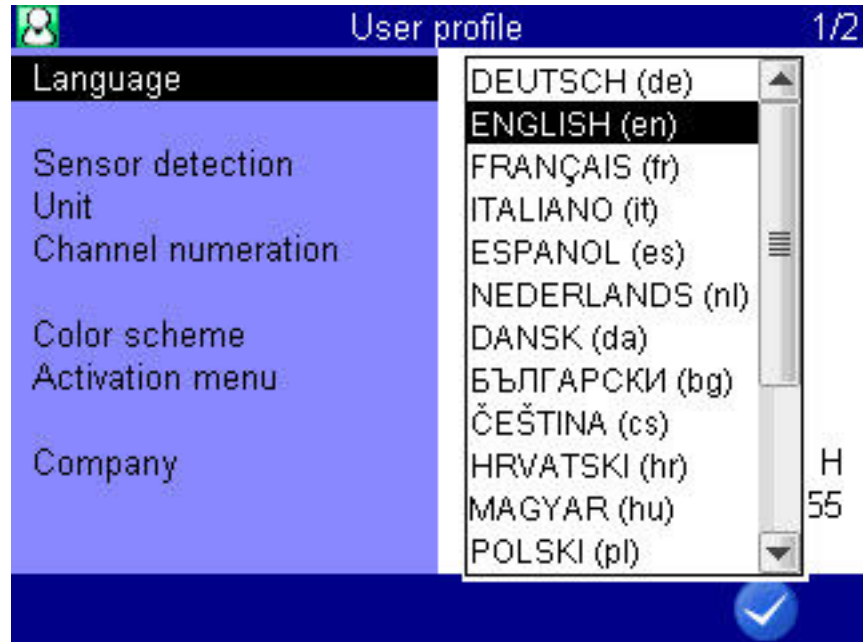 User profile 1/2
Language
Sensor detection
Unit
Channel numeration
Color scheme
Activation menu
Company
DEUTSCH (de)
ENGLISH (en)
FRANÇAIS (fr)
ITALIANO (it)
ESPANOL (es)
NEDERLANDS (nl)
DANSK (da)
БЪЛГАРСКИ (bg)
ČEŠTINA (cs)
HRVATSKI (hr)
MAGYAR (hu)
POLSKI (pl)
H
55